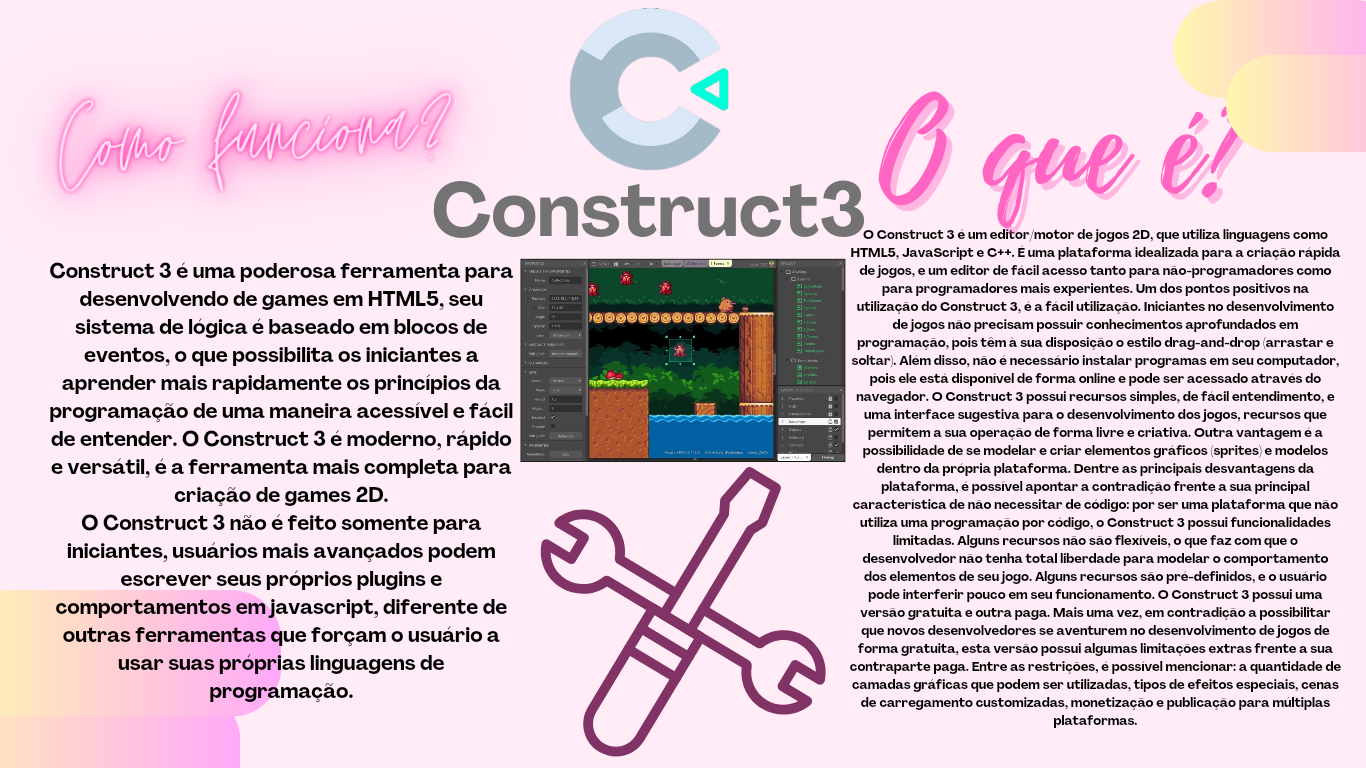 Como funciona?
Construct 3 é uma poderosa ferramenta para
desenvolvendo de games em HTML5, seu
sistema de lógica é baseado em blocos de
eventos, o que possibilita os iniciantes a
aprender mais rapidamente os princípios da
programação de uma maneira acessível e fácil
de entender. O Construct 3 é moderno, rápido
e versátil, é a ferramenta mais completa para
criação de games 2D.
O Construct 3 não é feito somente para
iniciantes, usuários mais avançados podem
escrever seus próprios plugins e
comportamentos em javascript, diferente de
outras ferramentas que forçam o usuário a
usar suas próprias linguagens de
programação.
Construct3
O que é!
O Construct 3 é um editor/motor de jogos 2D, que utiliza linguagens como
HTML5, JavaScript e C++. É uma plataforma idealizada para a criação rápida
de jogos, e um editor de fácil acesso tanto para não-programadores como
para programadores mais experientes. Um dos pontos positivos na
utilização do Construct 3, é a fácil utilização. Iniciantes no desenvolvimento
de jogos não precisam possuir conhecimentos aprofundados em
programação, pois têm à sua disposição o estilo drag-and-drop (arrastar e
soltar). Além disso, não é necessário instalar programas em seu computador,
pois ele está disponível de forma online e pode ser acessado através do
navegador. O Construct 3 possui recursos simples, de fácil entendimento, e
uma interface sugestiva para o desenvolvimento dos jogos, recursos que
permitem a sua operação de forma livre e criativa. Outra vantagem é a
possibilidade de se modelar e criar elementos gráficos (sprites) e modelos
dentro da própria plataforma. Dentre as principais desvantagens da
plataforma, é possível apontar a contradição frente a sua principal
característica de não necessitar de código: por ser uma plataforma que não
utiliza uma programação por código, o Construct 3 possui funcionalidades
limitadas. Alguns recursos não são flexíveis, o que faz com que o
desenvolvedor não tenha total liberdade para modelar o comportamento
dos elementos de seu jogo. Alguns recursos são pré-definidos, e o usuário
pode interferir pouco em seu funcionamento. O Construct 3 possui uma
versão gratuita e outra paga. Mais uma vez, em contradição a possibilitar
que novos desenvolvedores se aventurem no desenvolvimento de jogos de
forma gratuita, esta versão possui algumas limitações extras frente a sua
contraparte paga. Entre as restrições, é possível mencionar: a quantidade de
camadas gráficas que podem ser utilizadas, tipos de efeitos especiais, cenas
de carregamento customizadas, monetização e publicação para múltiplas
plataformas.